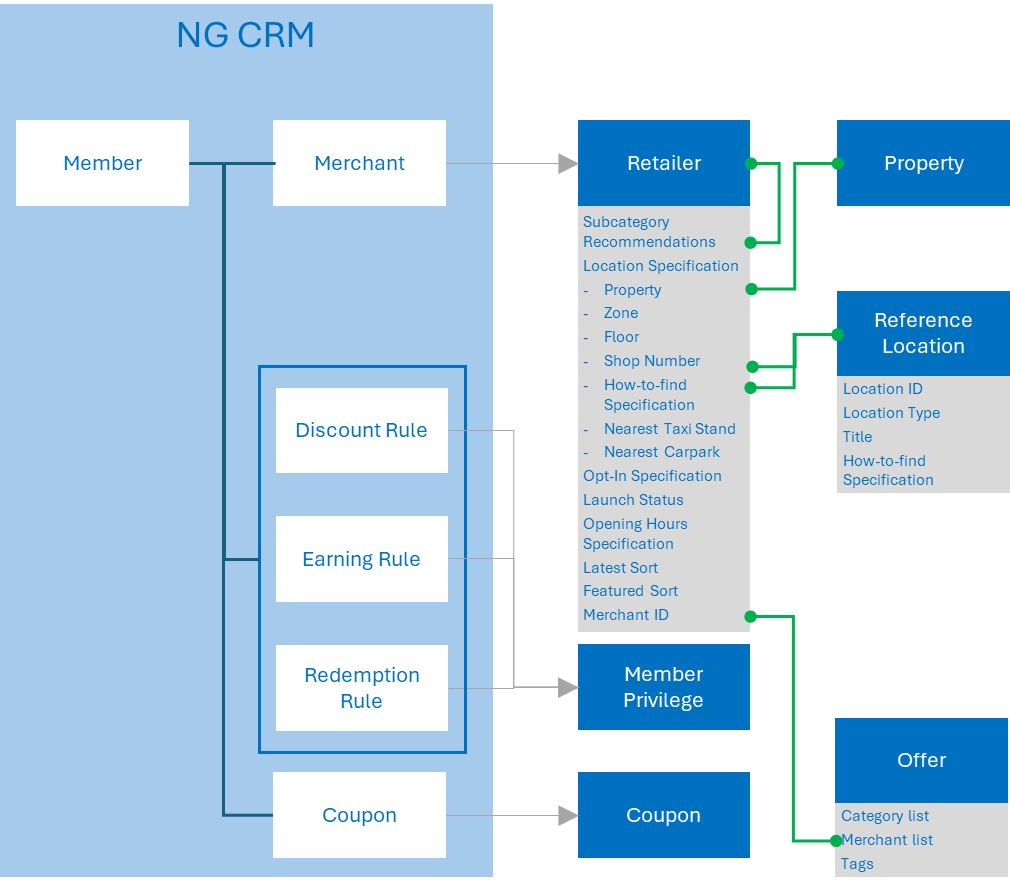 NG CRM
Member
Merchant
Retailer
Property
Subcategory
Recommendations
Location Specification
- Property
- Zone
- Floor
- Shop Number
- How-to-find
Specification
- Nearest Taxi Stand
- Nearest Carpark
Opt-In Specification
Launch Status
Opening Hours
Specification
Latest Sort
Featured Sort
Merchant ID
Reference
Location
Location ID
Location Type
Title
How-to-find
Specification
Discount Rule
Earning Rule
Redemption
Rule
Member
Privilege
Coupon
Coupon
Offer
Category list
Merchant list
Tags